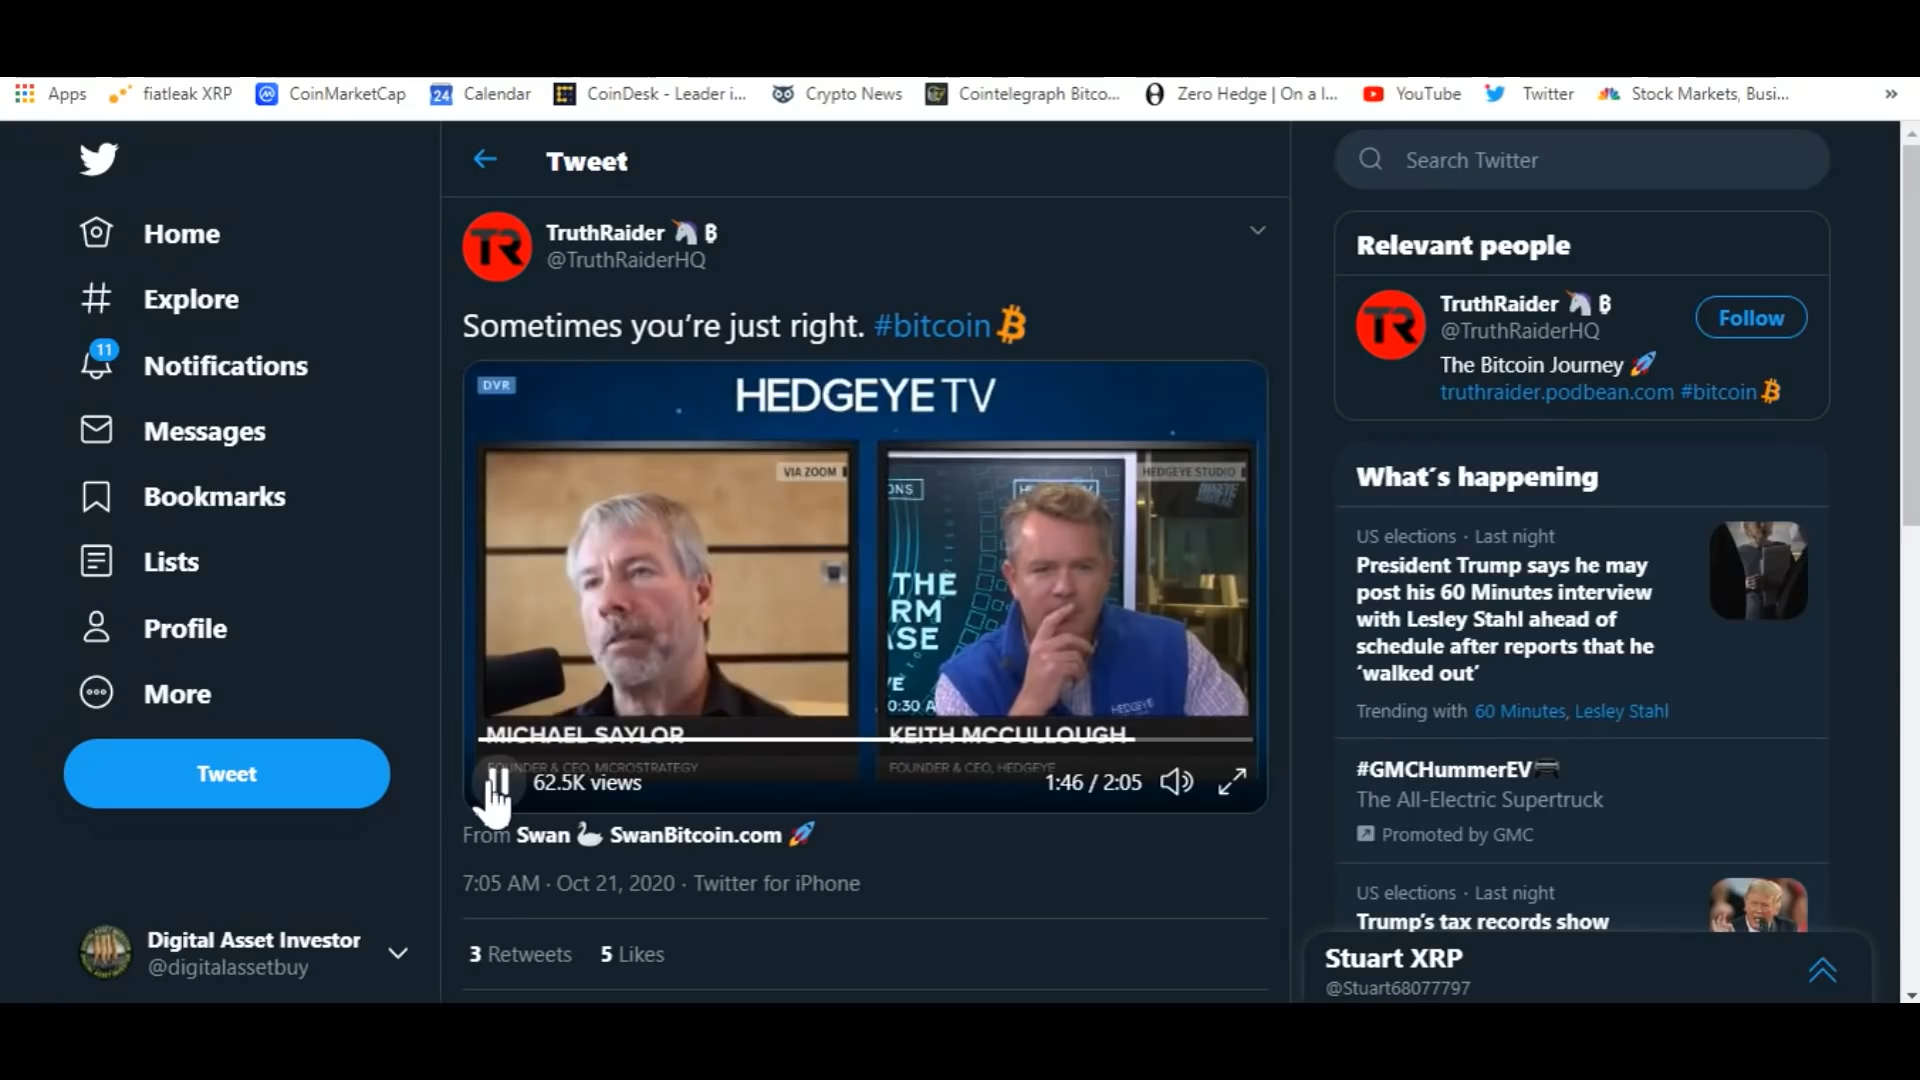 Apps
fiatleak XRP
CoinMarketCap
24 Calendar
CoinDesk - Leader i...
Crypto News
Cointelegraph Bitco...
Zero Hedge | On a l...
YouTube
Twitter
Stock Markets, Busi...
»
Home
Explore
11
Notifications
Messages
Bookmarks
Lists
Profile
More
Tweet
Digital Asset Investor
@digitalassetbuy
Tweet
TR
TruthRaider 🦄 ₿
@TruthRaiderHQ
Sometimes you’re just right. #bitcoin
DVR
HEDGEYE TV
VIA ZOOM
HEDGEYE STUDIO
ONS
THE
RM
ASE
VE
0:30 A
HEDGEYE
MICHAEL SAYLOR
KEITH MCCULLOUGH
FOUNDER & CEO, MICROSTRATEGY
FOUNDER & CEO, HEDGEYE
62.5K views
1:46 / 2:05
From Swan 🦢 SwanBitcoin.com 🚀
7:05 AM · Oct 21, 2020 · Twitter for iPhone
3 Retweets 5 Likes
Search Twitter
Relevant people
TR
TruthRaider 🦄 ₿
@TruthRaiderHQ
Follow
The Bitcoin Journey 🚀
truthraider.podbean.com #bitcoin
What´s happening
US elections · Last night
President Trump says he may
post his 60 Minutes interview
with Lesley Stahl ahead of
schedule after reports that he
‘walked out’
Trending with 60 Minutes, Lesley Stahl
#GMCHummerEV
The All-Electric Supertruck
Promoted by GMC
US elections · Last night
Trump’s tax records show
Stuart XRP
@Stuart68077797